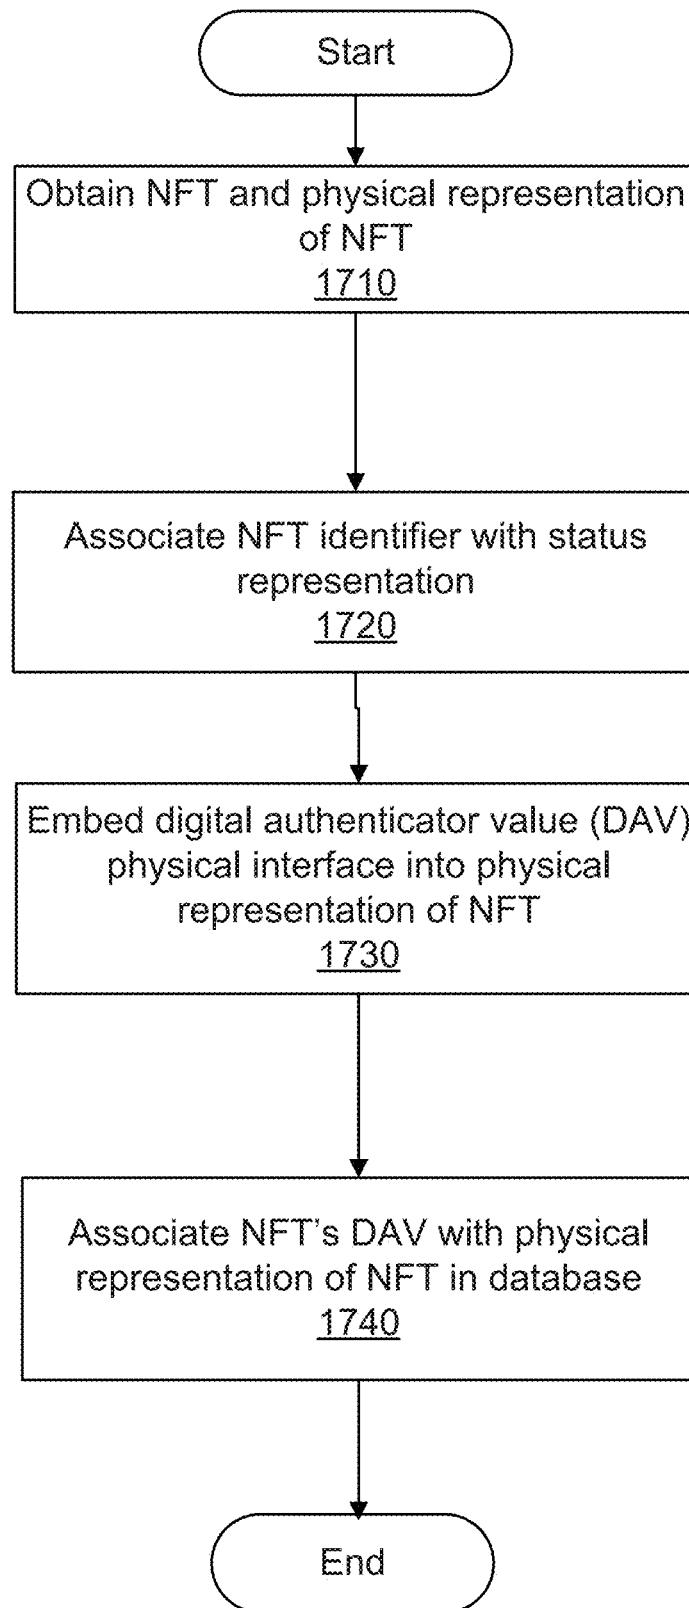 Start
Obtain NFT and physical representation
of NFT
1710
Associate NFT identifier with status
representation
1720
Embed digital authenticator value (DAV)
physical interface into physical
representation of NFT
1730
Associate NFT's DAV with physical
representation of NFT in database
1740
End